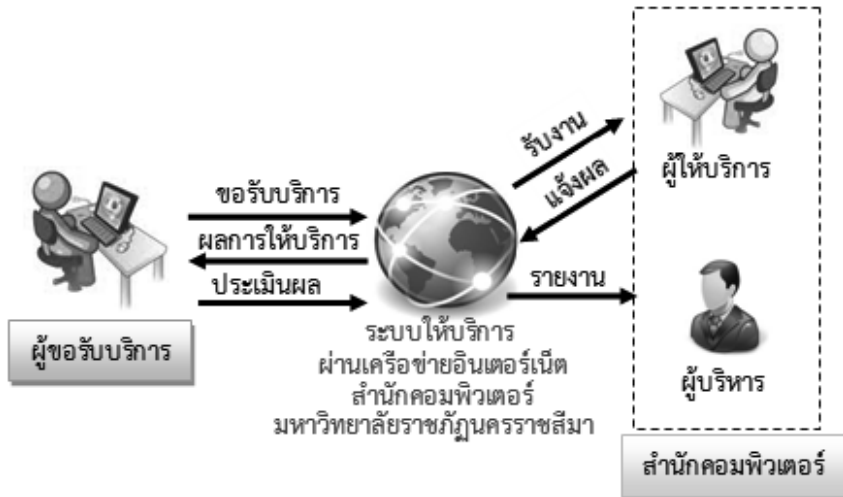 รับงาน
แจ้งผล
ผู้ให้บริการ
ขอรับบริการ
ผลการให้บริการ
ประเมินผล
รายงาน
ผู้ขอรับบริการ
ระบบให้บริการ
ผ่านเครือข่ายอินเตอร์เน็ต
สำนักคอมพิวเตอร์
มหาวิทยาลัยราชภัฏนครราชสีมา
ผู้บริหาร
สำนักคอมพิวเตอร์